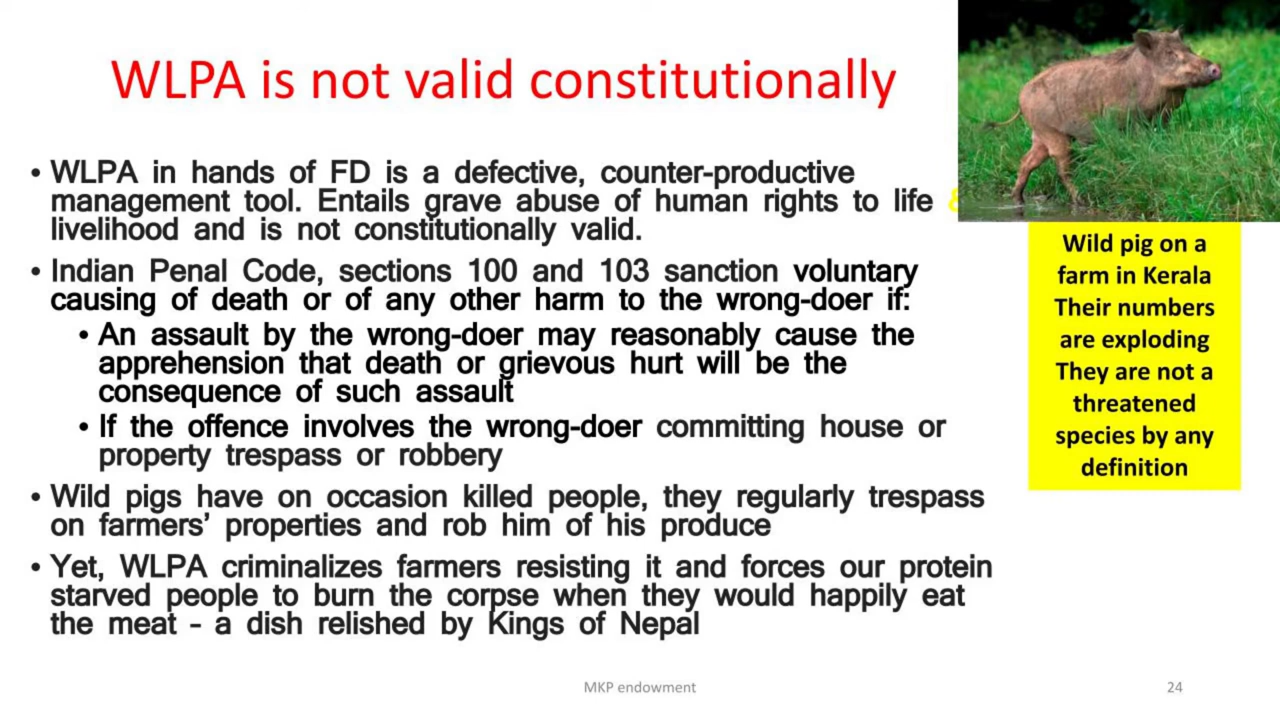 WLPA is not valid constitutionally
• WLPA in hands of FD is a defective, counter-productive
management tool. Entails grave abuse of human rights to life &
livelihood and is not constitutionally valid.
• Indian Penal Code, sections 100 and 103 sanction voluntary
causing of death or of any other harm to the wrong-doer if:
• An assault by the wrong-doer may reasonably cause the
apprehension that death or grievous hurt will be the
consequence of such assault
• If the offence involves the wrong-doer committing house or
property trespass or robbery
• Wild pigs have on occasion killed people, they regularly trespass
on farmers’ properties and rob him of his produce
• Yet, WLPA criminalizes farmers resisting it and forces our protein
starved people to burn the corpse when they would happily eat
the meat – a dish relished by Kings of Nepal
Wild pig on a
farm in Kerala
Their numbers
are exploding
They are not a
threatened
species by any
definition
MKP endowment
24